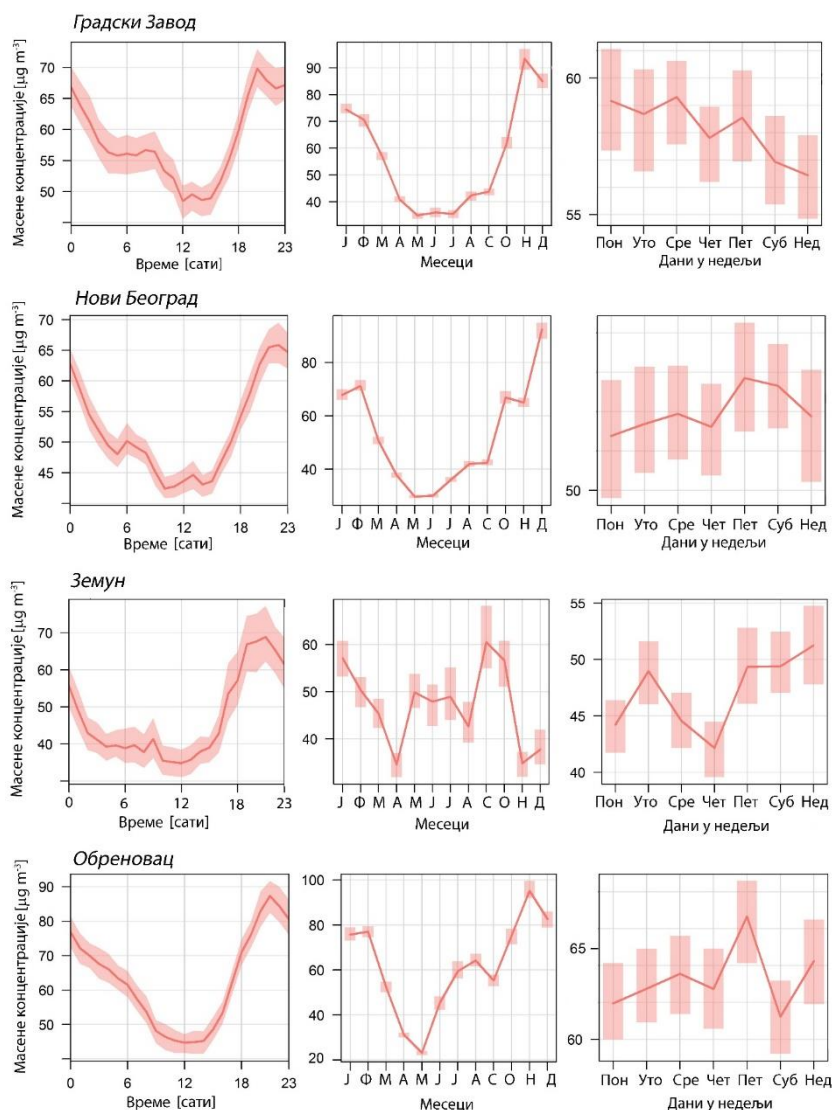 Градски Завод
Масене концентрације [μg m⁻³]
70
65
60
55
50
0 6 12 18 23
Време [сати]
90
80
70
60
50
40
Ј Ф М А М Ј Ј А С О Н Д
Месеци
60
55
Пон Уто Сре Чет Пет Суб Нед
Дани у недељи
Нови Београд
Масене концентрације [μg m⁻³]
70
65
60
55
50
45
0 6 12 18 23
Време [сати]
80
60
40
Ј Ф М А М Ј Ј А С О Н Д
Месеци
50
Пон Уто Сре Чет Пет Суб Нед
Дани у недељи
Земун
Масене концентрације [μg m⁻³]
70
60
50
40
0 6 12 18 23
Време [сати]
60
50
40
Ј Ф М А М Ј Ј А С О Н Д
Месеци
55
50
45
40
Пон Уто Сре Чет Пет Суб Нед
Дани у недељи
Обреновац
Масене концентрације [μg m⁻³]
90
80
70
60
50
40
0 6 12 18 23
Време [сати]
100
80
60
40
20
Ј Ф М А М Ј Ј А С О Н Д
Месеци
65
60
Пон Уто Сре Чет Пет Суб Нед
Дани у недељи